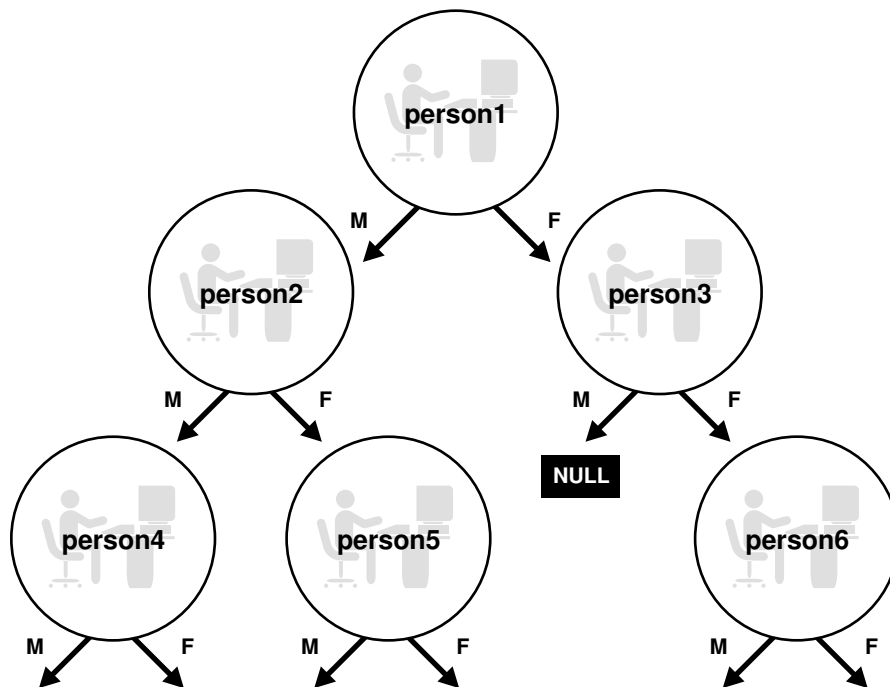 person1
M F
person2 person3
M F M F
NULL
person4 person5 person6
M F M F M F